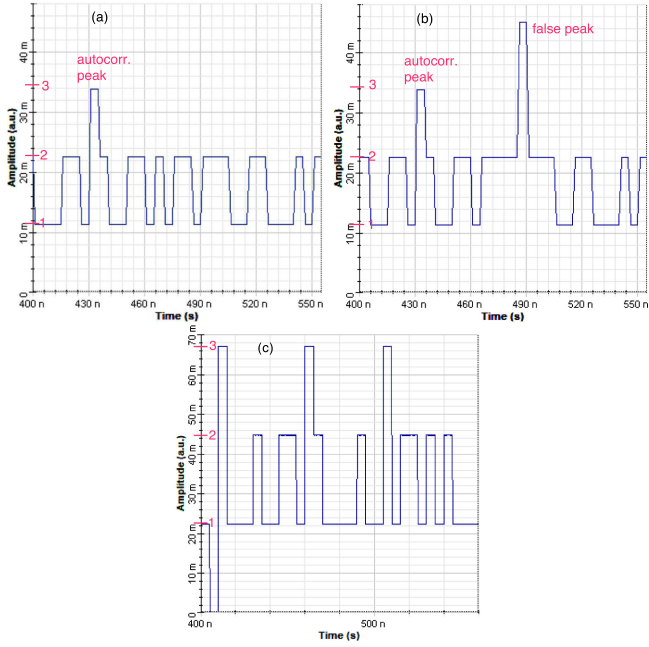 (a)
autocorr.
peak
3
2
1
Amplitude (a.u.)
0
10 m
20 m
30 m
40 m
400 n 430 n 460 n 490 n 520 n 550 n
Time (s)
(b)
false peak
autocorr.
peak
3
2
1
Amplitude (a.u.)
0
10 m
20 m
30 m
40 m
400 n 430 n 460 n 490 n 520 n 550 n
Time (s)
(c)
3
2
1
Amplitude (a.u.)
0
10 m
20 m
30 m
40 m
50 m
60 m
70 m
400 n 500 n
Time (s)